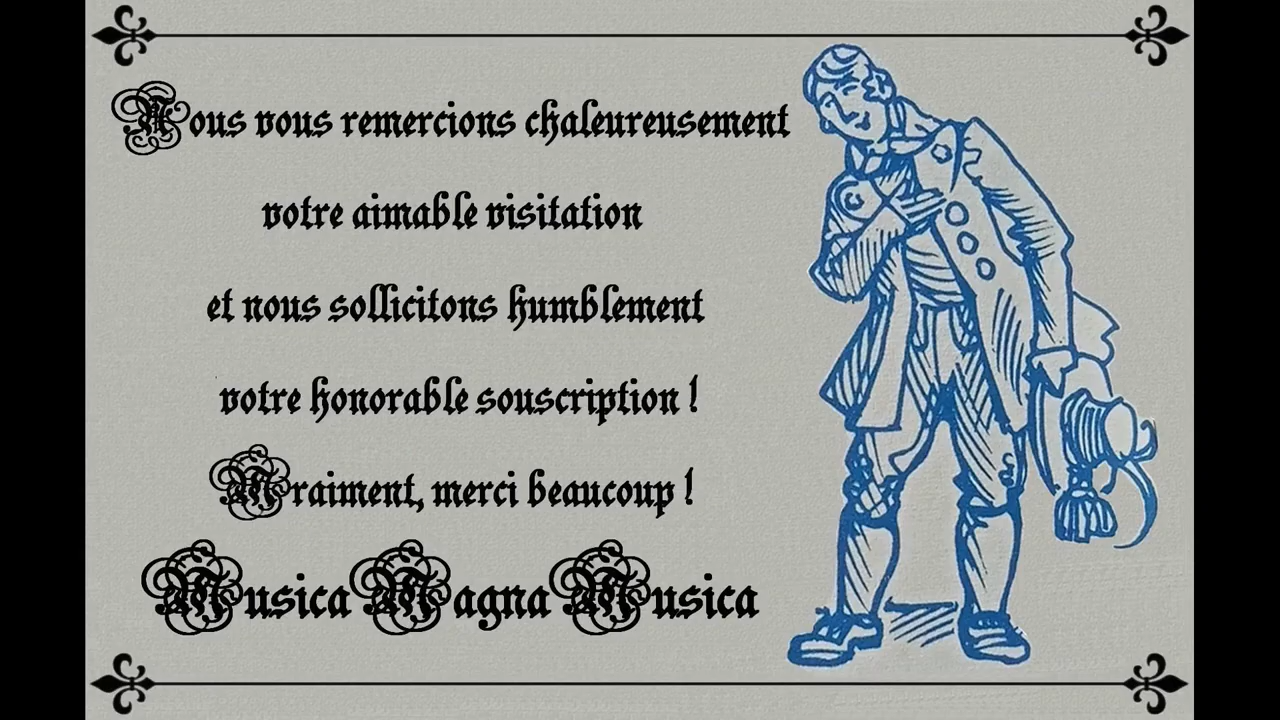 Nous vous remercions chaleureusement
votre aimable visitation
et nous sollicitons humblement
votre honorable souscription !
Vraiment, merci beaucoup !
Musica Magna Musica